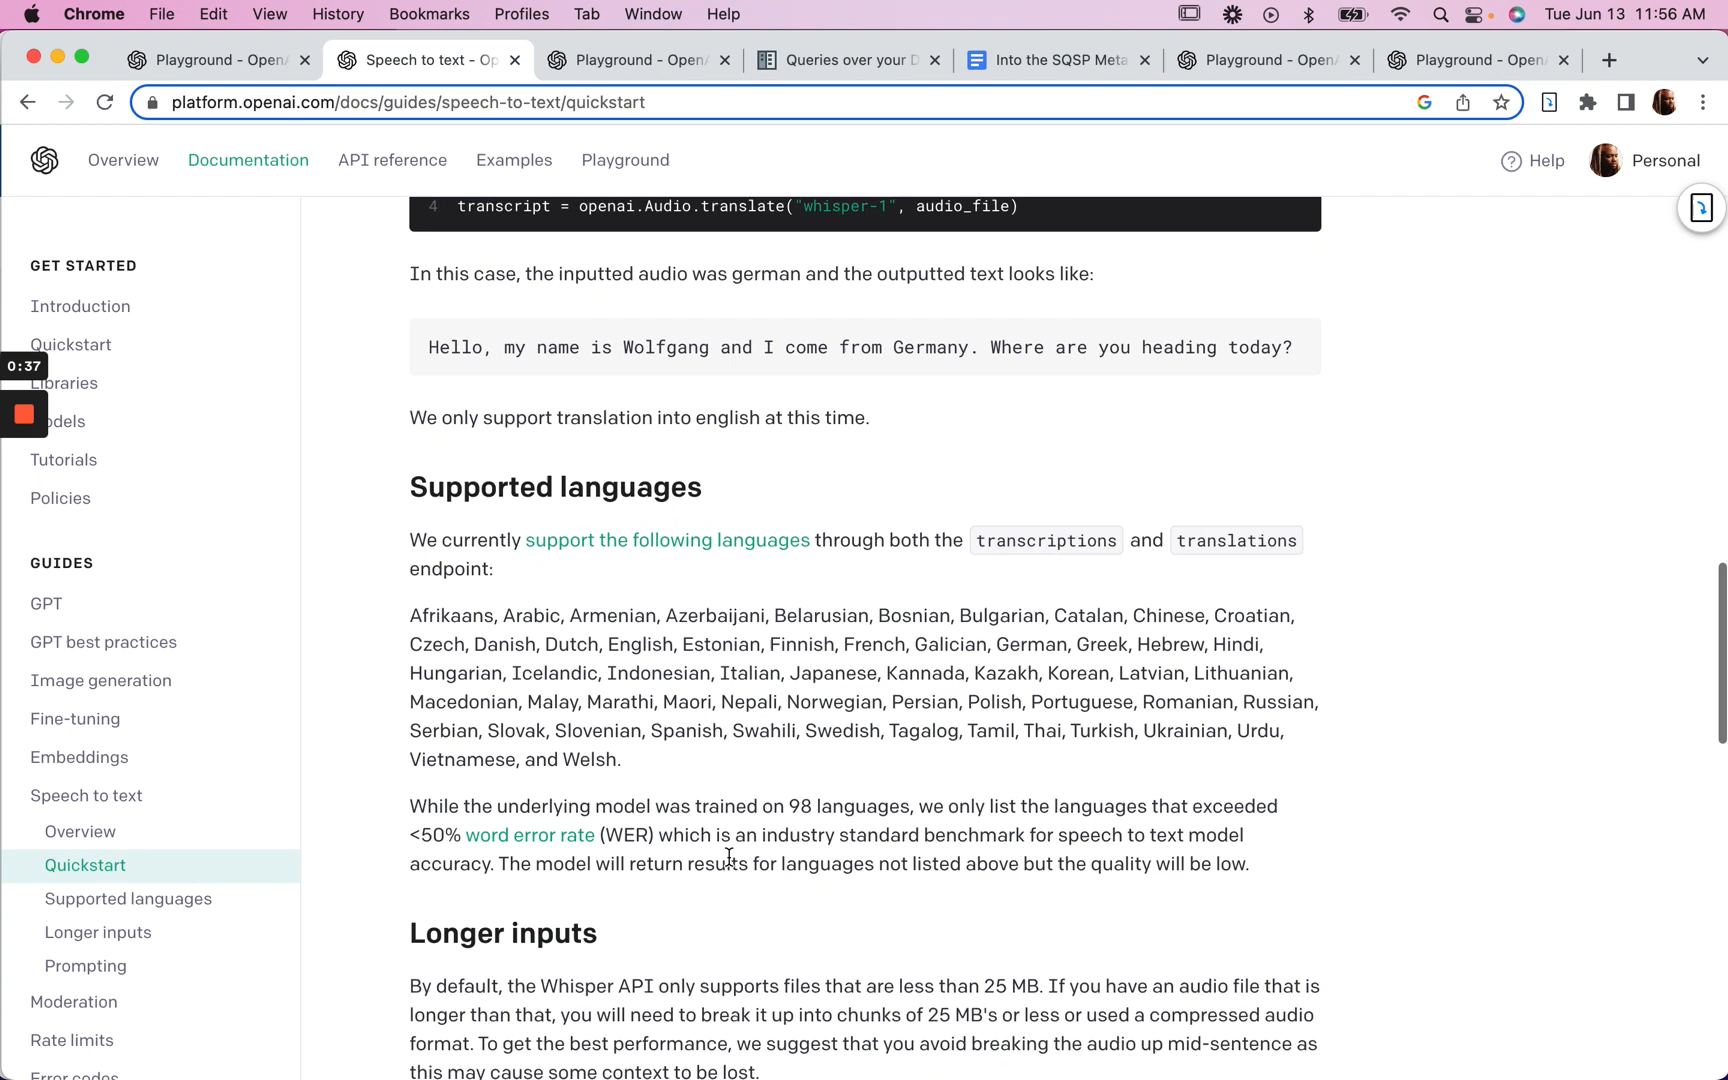 Chrome File Edit View History Bookmarks Profiles Tab Window Help Tue Jun 13 11:56 AM
Playground - OpenA Speech to text - Op Playground - OpenA Queries over your D Into the SQSP Meta Playground - OpenA Playground - OpenA
platform.openai.com/docs/guides/speech-to-text/quickstart
Overview Documentation API reference Examples Playground Help Personal
4 transcript = openai.Audio.translate("whisper-1", audio_file)
GET STARTED
Introduction
Quickstart
0:37
Libraries
odels
Tutorials
Policies
GUIDES
GPT
GPT best practices
Image generation
Fine-tuning
Embeddings
Speech to text
Overview
Quickstart
Supported languages
Longer inputs
Prompting
Moderation
Rate limits
Error codes
In this case, the inputted audio was german and the outputted text looks like:
Hello, my name is Wolfgang and I come from Germany. Where are you heading today?
We only support translation into english at this time.
Supported languages
We currently support the following languages through both the transcriptions and translations
endpoint:
Afrikaans, Arabic, Armenian, Azerbaijani, Belarusian, Bosnian, Bulgarian, Catalan, Chinese, Croatian,
Czech, Danish, Dutch, English, Estonian, Finnish, French, Galician, German, Greek, Hebrew, Hindi,
Hungarian, Icelandic, Indonesian, Italian, Japanese, Kannada, Kazakh, Korean, Latvian, Lithuanian,
Macedonian, Malay, Marathi, Maori, Nepali, Norwegian, Persian, Polish, Portuguese, Romanian, Russian,
Serbian, Slovak, Slovenian, Spanish, Swahili, Swedish, Tagalog, Tamil, Thai, Turkish, Ukrainian, Urdu,
Vietnamese, and Welsh.
While the underlying model was trained on 98 languages, we only list the languages that exceeded
<50% word error rate (WER) which is an industry standard benchmark for speech to text model
accuracy. The model will return results for languages not listed above but the quality will be low.
Longer inputs
By default, the Whisper API only supports files that are less than 25 MB. If you have an audio file that is
longer than that, you will need to break it up into chunks of 25 MB's or less or used a compressed audio
format. To get the best performance, we suggest that you avoid breaking the audio up mid-sentence as
this may cause some context to be lost.